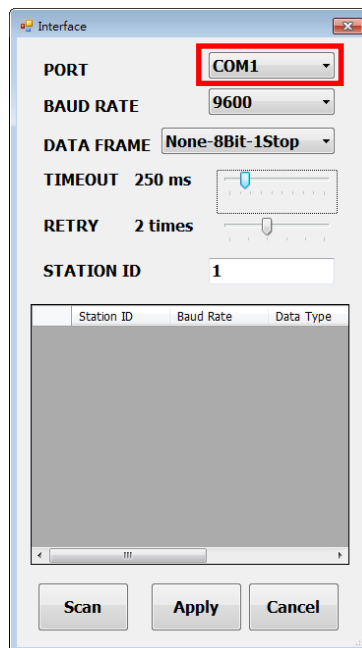 Interface
PORT COM1
BAUD RATE 9600
DATA FRAME None-8Bit-1Stop
TIMEOUT 250 ms
RETRY 2 times
STATION ID 1
Station ID Baud Rate Data Type
Scan Apply Cancel